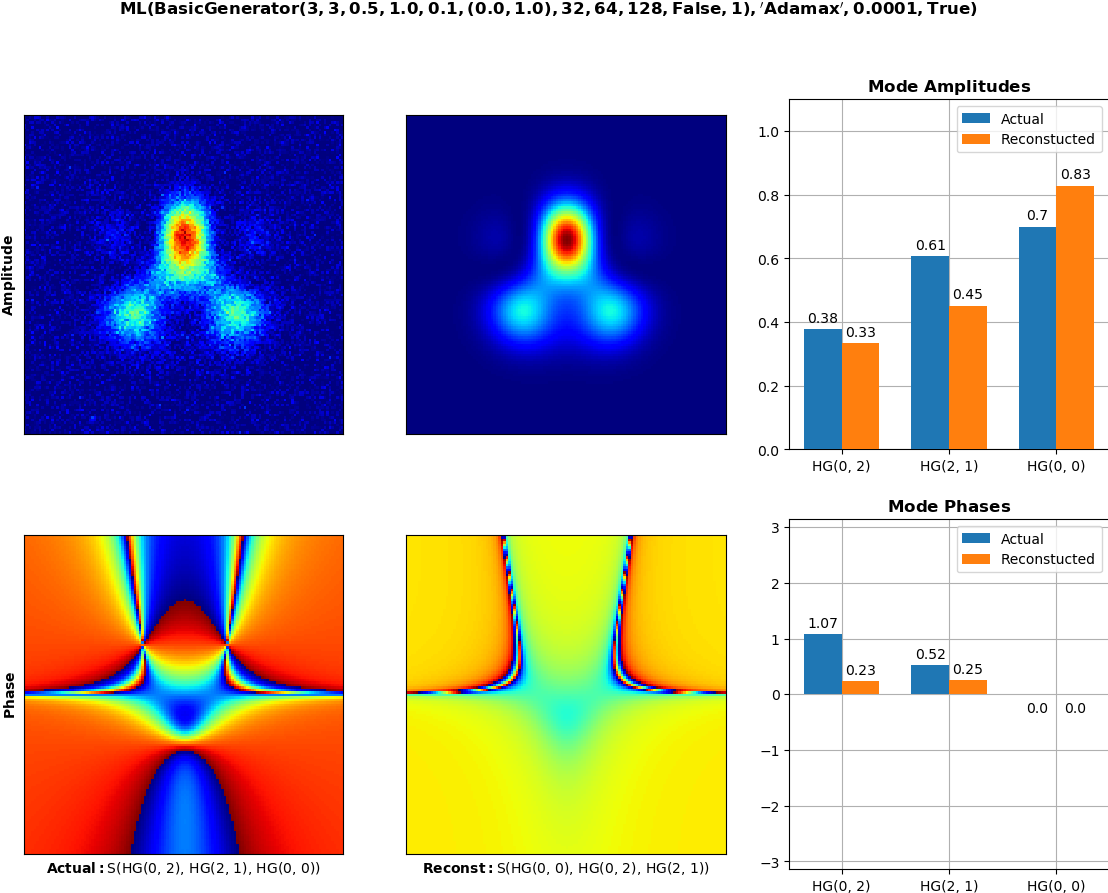 ML(BasicGenerator(3, 3, 0.5, 1.0, 0.1, (0.0, 1.0), 32, 64, 128, False, 1), ′Adamax′, 0.0001, True)
Amplitude
Mode Amplitudes
Actual
Reconstucted
1.0
0.8
0.6
0.4
0.2
0.0
0.38
0.33
0.61
0.45
0.7
0.83
HG(0, 2)
HG(2, 1)
HG(0, 0)
Phase
Actual: S(HG(0, 2), HG(2, 1), HG(0, 0))
Reconst: S(HG(0, 0), HG(0, 2), HG(2, 1))
Mode Phases
Actual
Reconstucted
3
2
1
0
−1
−2
−3
1.07
0.23
0.52
0.25
0.0
0.0
HG(0, 2)
HG(2, 1)
HG(0, 0)